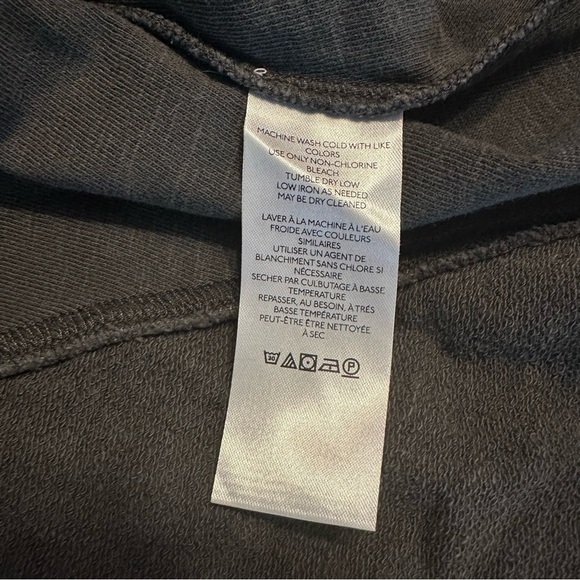 MACHINE WASH COLD WITH LIKE
COLORS
USE ONLY NON-CHLORINE
BLEACH
TUMBLE DRY LOW
LOW IRON AS NEEDED
MAY BE DRY CLEANED
LAVER À LA MACHINE À L'EAU
FROIDE AVEC COULEURS
SIMILAIRES
UTILISER UN AGENT DE
BLANCHIMENT SANS CHLORE SI
NÉCESSAIRE
SECHER PAR CULBUTAGE À BASSE
TEMPERATURE
REPASSER, AU BESOIN, À TRÉS
BASSE TEMPÉRATURE
PEUT-ÊTRE ÊTRE NETTOYÉE
À SEC
30 P